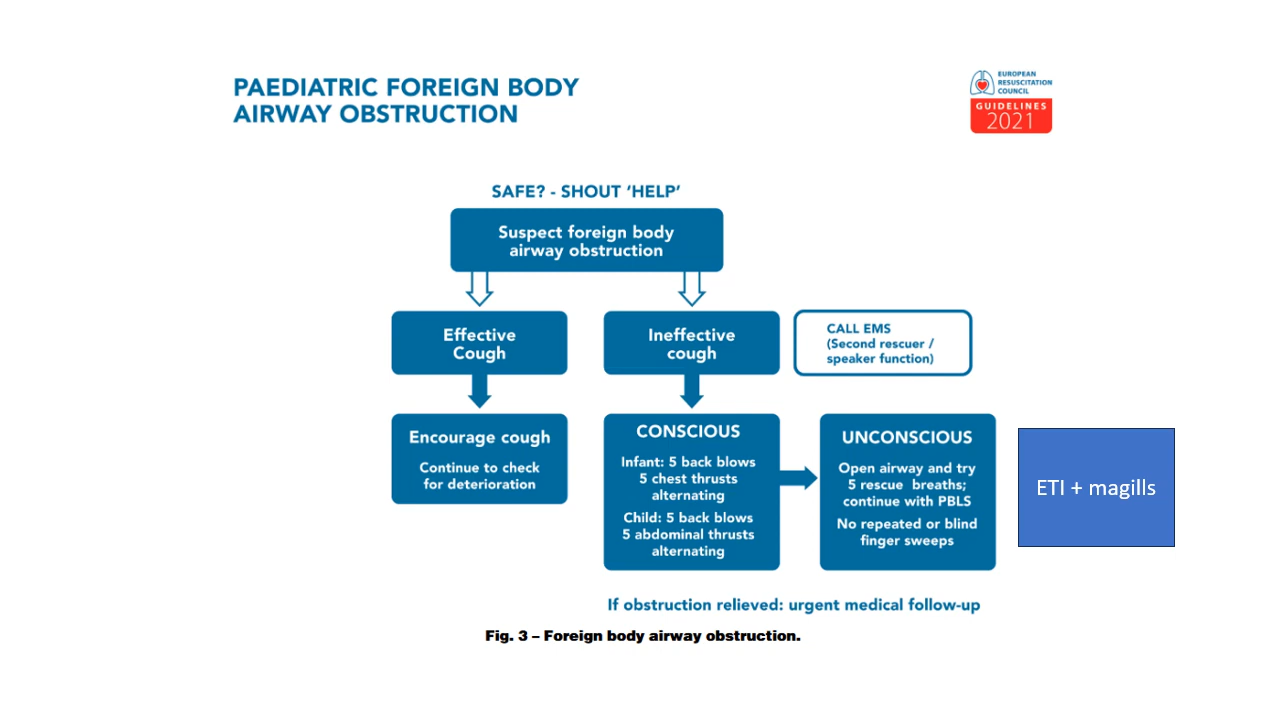 PAEDIATRIC FOREIGN BODY
AIRWAY OBSTRUCTION
EUROPEAN
RESUSCITATION
COUNCIL
GUIDELINES
2021
SAFE? - SHOUT 'HELP'
Suspect foreign body
airway obstruction
Effective
Cough
Ineffective
cough
CALL EMS
(Second rescuer /
speaker function)
Encourage cough
Continue to check
for deterioration
CONSCIOUS
Infant: 5 back blows
5 chest thrusts
alternating
Child: 5 back blows
5 abdominal thrusts
alternating
UNCONSCIOUS
Open airway and try
5 rescue breaths;
continue with PBLS
No repeated or blind
finger sweeps
ETI + magills
If obstruction relieved: urgent medical follow-up
Fig. 3 – Foreign body airway obstruction.